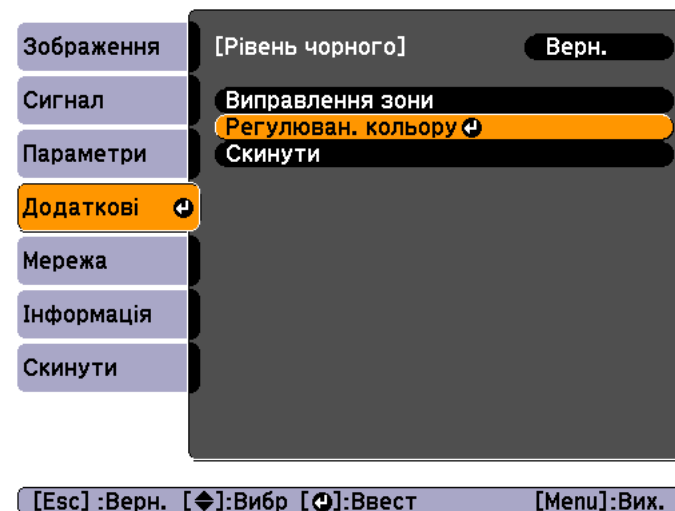 Зображення
Сигнал
Параметри
Додаткові
Мережа
Інформація
Скинути
[Рівень чорного] Верн.
Виправлення зони
Регулюван. кольору
Скинути
[Esc] :Верн. [◆]:Вибр [↵]:Ввест [Menu]:Вих.